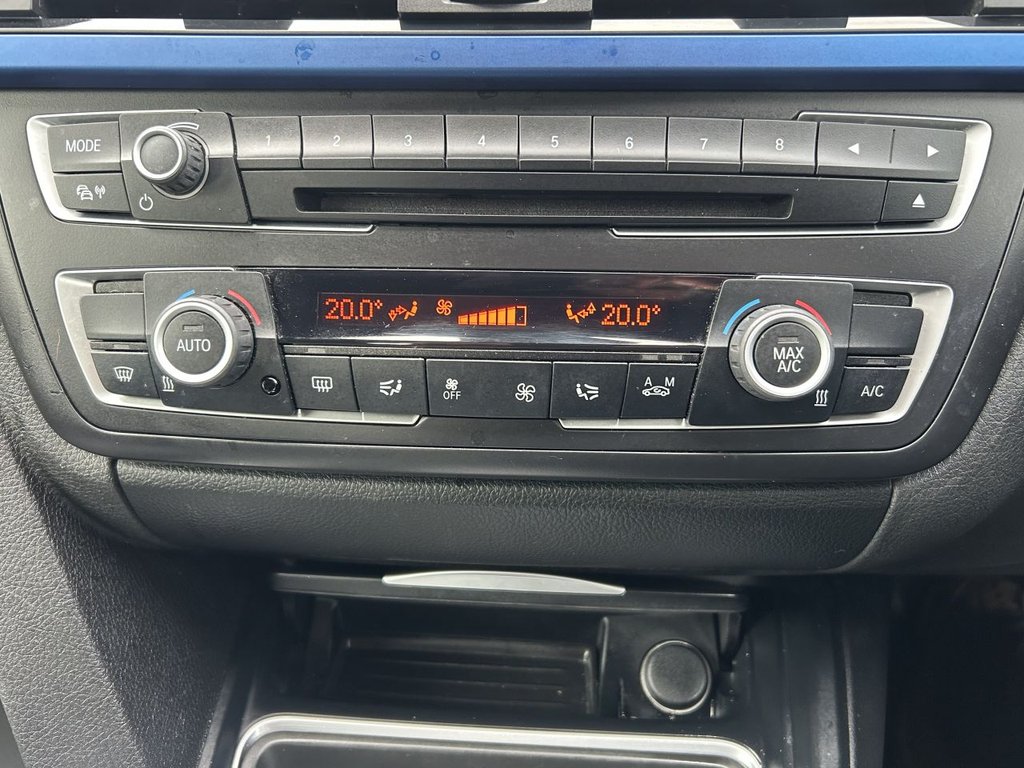 MODE 1 2 3 4 5 6 7 8
20.0° 20.0°
AUTO MAX A/C
OFF A M A/C